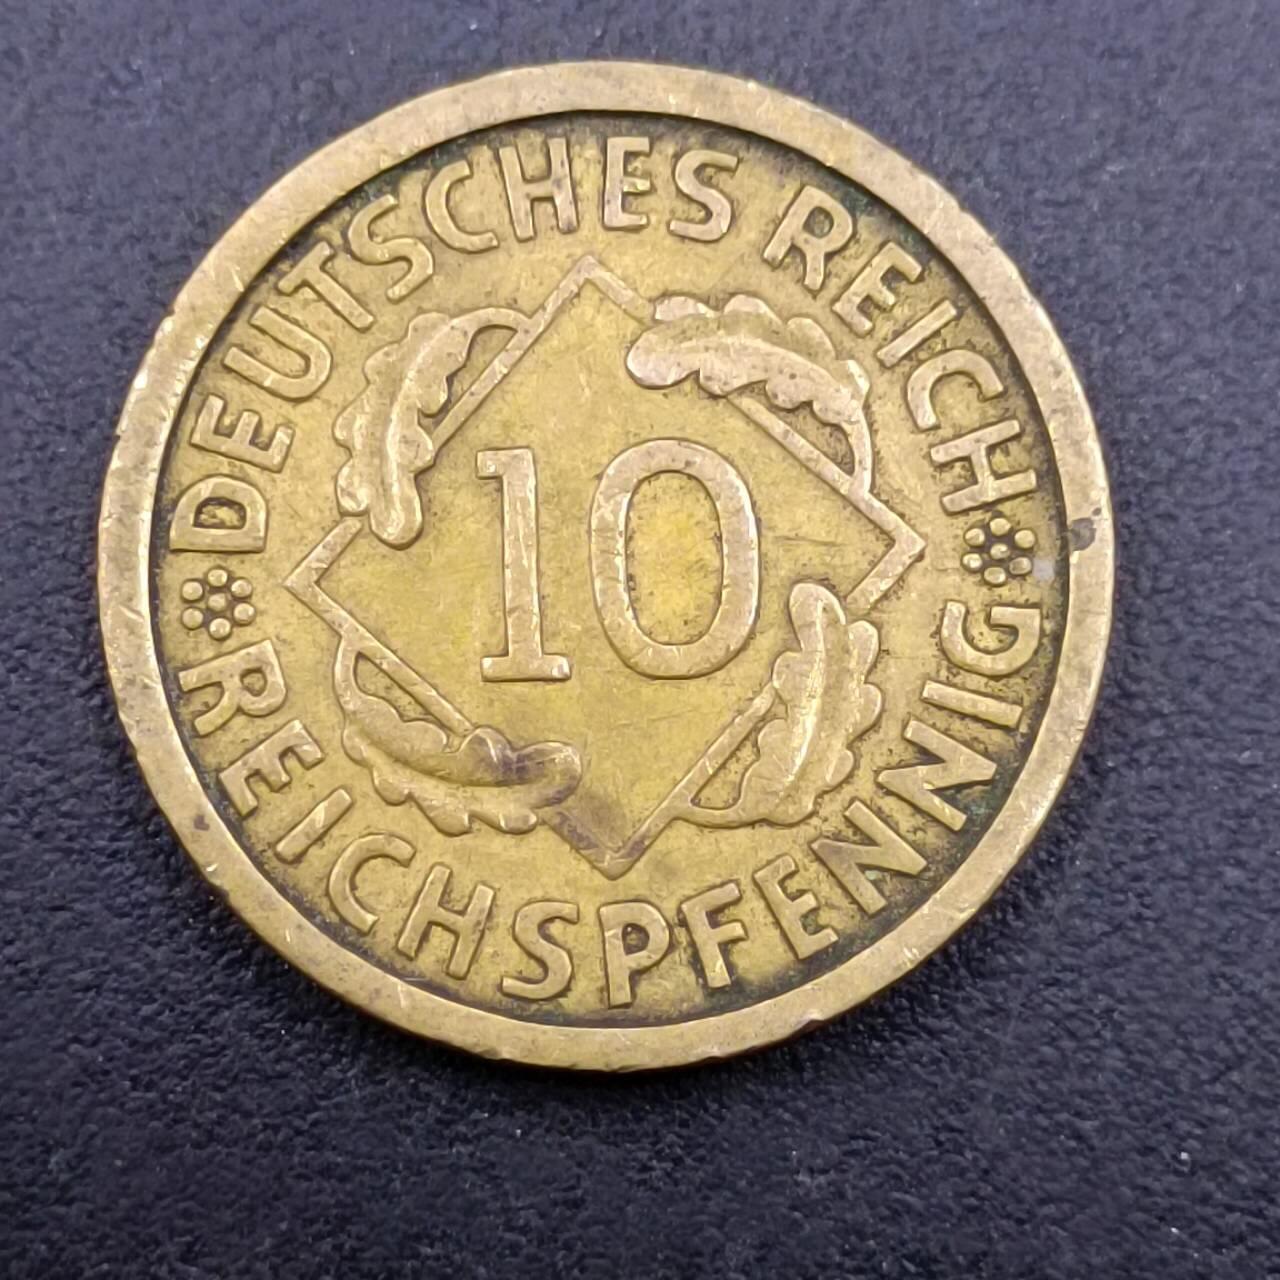 DEUTSCHES REICH
10
REICHSPFENNIG